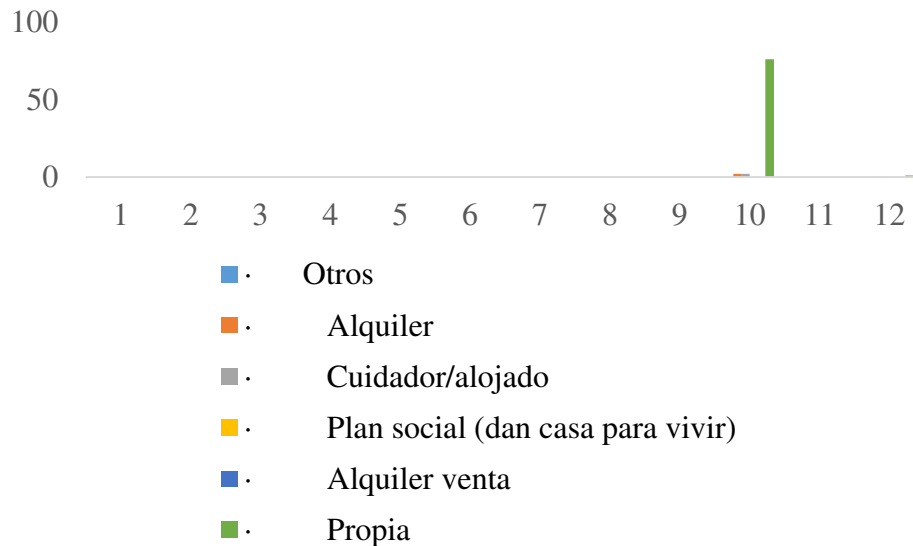 100
50
0
1 2 3 4 5 6 7 8 9 10 11 12
· Otros
· Alquiler
· Cuidador/alojado
· Plan social (dan casa para vivir)
· Alquiler venta
· Propia